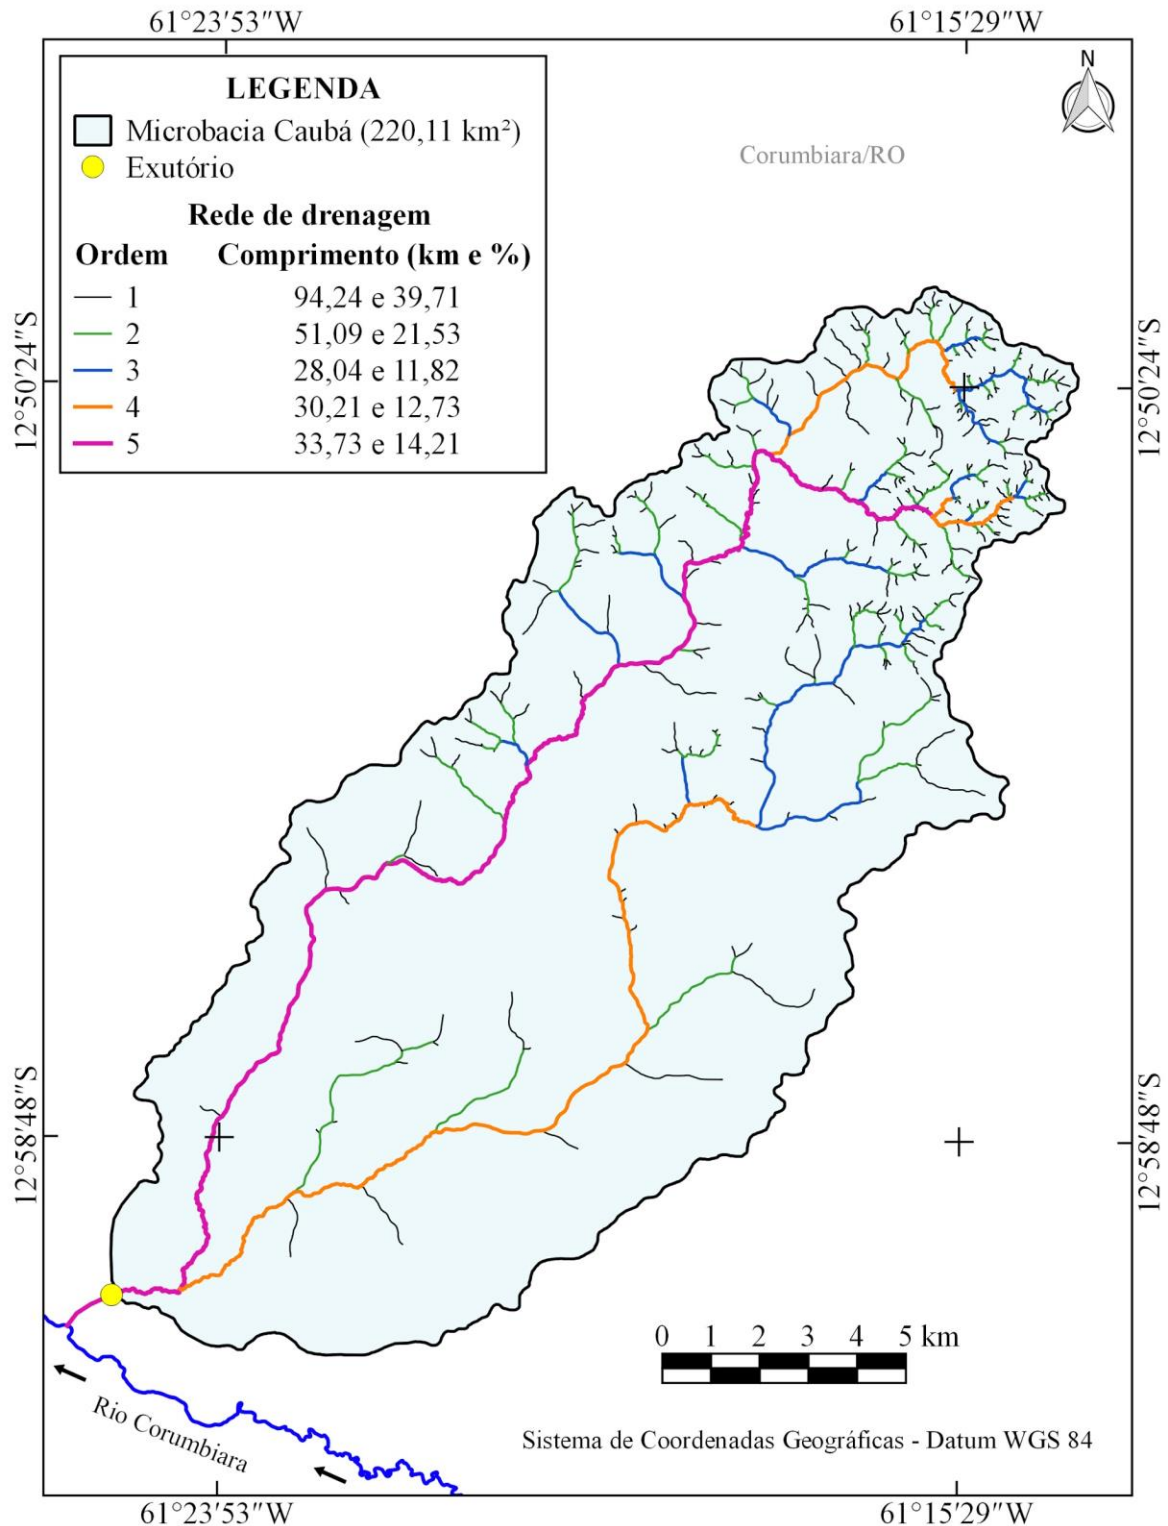 61°23′53″W 61°15′29″W
LEGENDA
Microbacia Caubá (220,11 km²)
Exutório
Rede de drenagem
Ordem Comprimento (km e %)
1 94,24 e 39,71
2 51,09 e 21,53
3 28,04 e 11,82
4 30,21 e 12,73
5 33,73 e 14,21
N
Corumbiara/RO
12°50′24″S 12°50′24″S
12°58′48″S 12°58′48″S
0 1 2 3 4 5 km
Rio Corumbiara
Sistema de Coordenadas Geográficas - Datum WGS 84
61°23′53″W 61°15′29″W